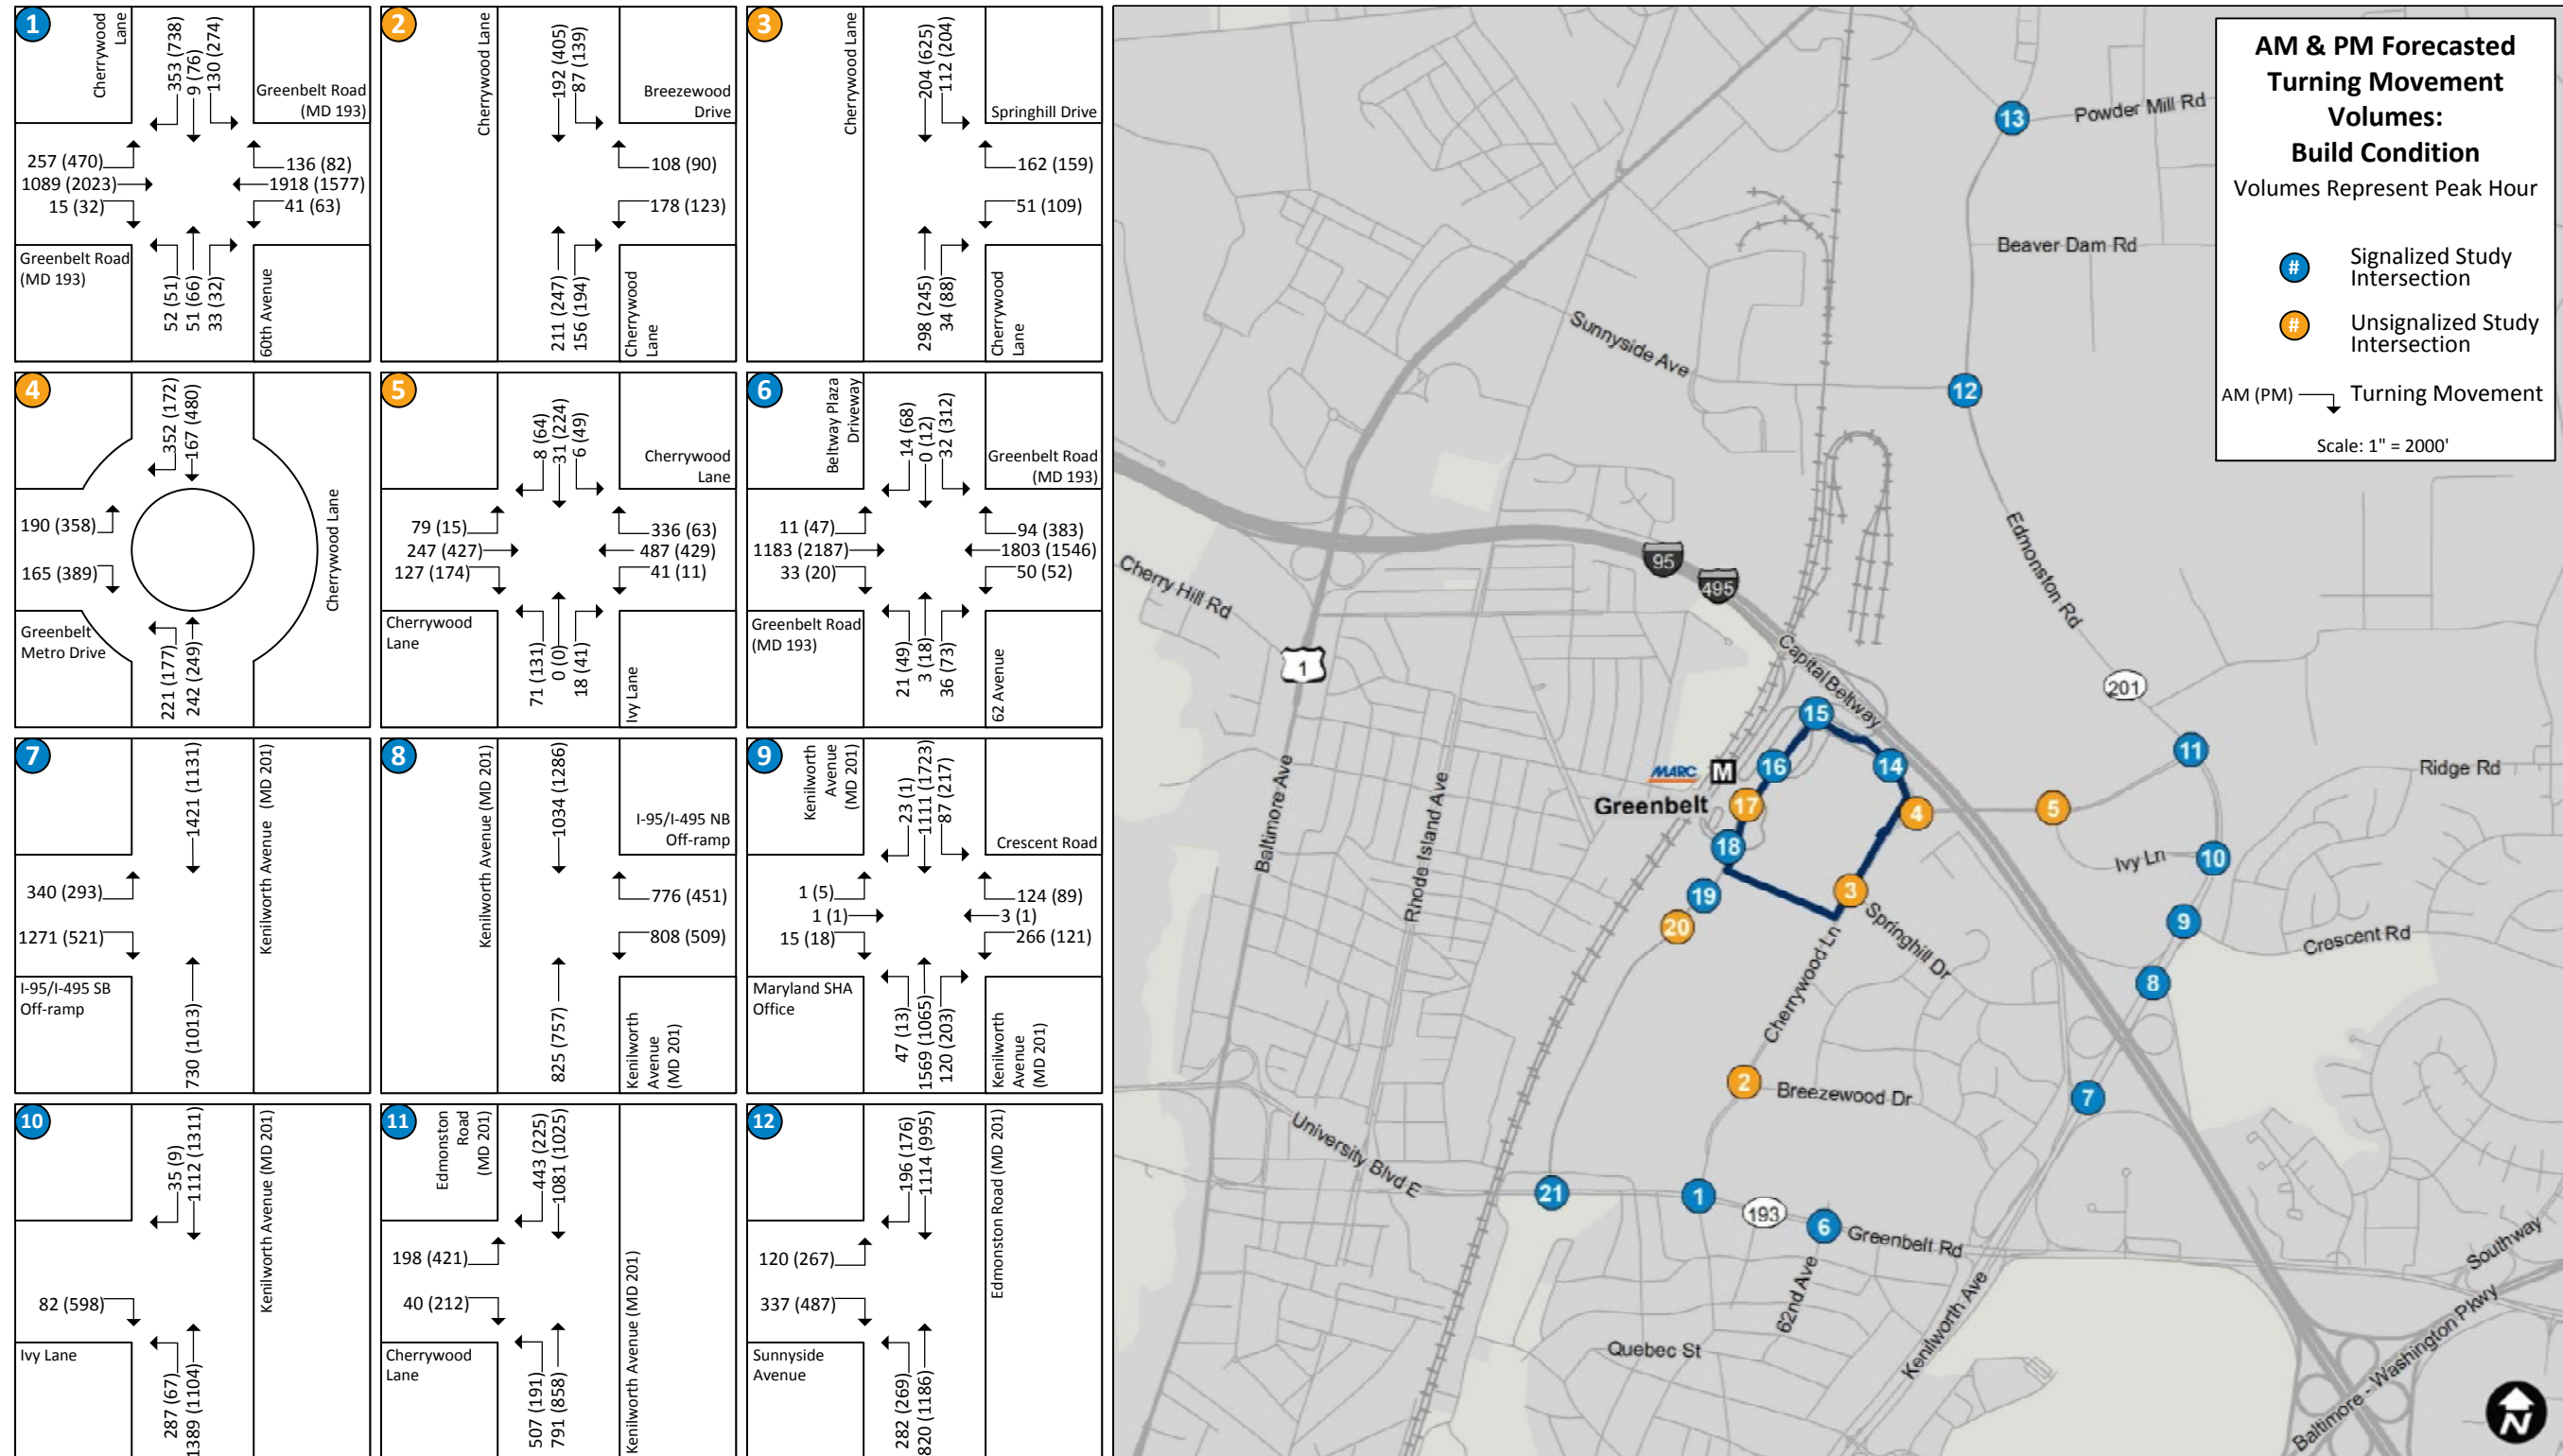 1
Cherrywood
Lane
353 (738)
9 (76)
130 (274)
Greenbelt Road
(MD 193)
257 (470)
1089 (2023)
15 (32)
136 (82)
1918 (1577)
41 (63)
Greenbelt Road
(MD 193)
52 (51)
51 (66)
33 (32)
60th Avenue
2
Cherrywood Lane
192 (405)
87 (139)
Breezewood
Drive
108 (90)
178 (123)
211 (247)
156 (194)
Cherrywood
Lane
3
Cherrywood Lane
204 (625)
112 (204)
Springhill Drive
162 (159)
51 (109)
298 (245)
34 (88)
Cherrywood
Lane
4
352 (172)
167 (480)
190 (358)
165 (389)
Cherrywood Lane
Greenbelt
Metro Drive
221 (177)
242 (249)
5
8 (64)
31 (224)
6 (49)
Cherrywood
Lane
79 (15)
247 (427)
127 (174)
336 (63)
487 (429)
41 (11)
Cherrywood
Lane
71 (131)
0 (0)
18 (41)
Ivy Lane
6
Beltway Plaza
Driveway
14 (68)
0 (12)
32 (312)
Greenbelt Road
(MD 193)
11 (47)
1183 (2187)
33 (20)
94 (383)
1803 (1546)
50 (52)
Greenbelt Road
(MD 193)
21 (49)
3 (18)
36 (73)
62 Avenue
7
1421 (1131)
Kenilworth Avenue (MD 201)
340 (293)
1271 (521)
I-95/I-495 SB
Off-ramp
730 (1013)
8
Kenilworth Avenue (MD 201)
1034 (1286)
I-95/I-495 NB
Off-ramp
776 (451)
808 (509)
825 (757)
Kenilworth
Avenue
(MD 201)
9
Kenilworth
Avenue
(MD 201)
23 (1)
1111 (1723)
87 (217)
Crescent Road
1 (5)
1 (1)
15 (18)
124 (89)
3 (1)
266 (121)
Maryland SHA
Office
47 (13)
1569 (1065)
120 (203)
Kenilworth
Avenue
(MD 201)
10
35 (9)
1112 (1311)
Kenilworth Avenue (MD 201)
82 (598)
Ivy Lane
287 (67)
1389 (1104)
11
Edmonston
Road
(MD 201)
443 (225)
1081 (1025)
198 (421)
40 (212)
Cherrywood
Lane
507 (191)
791 (858)
Kenilworth Avenue (MD 201)
12
196 (176)
1114 (995)
Edmonston Road (MD 201)
120 (267)
337 (487)
Sunnyside
Avenue
282 (269)
820 (1186)
AM & PM Forecasted
Turning Movement
Volumes:
Build Condition
Volumes Represent Peak Hour
# Signalized Study
Intersection
# Unsignalized Study
Intersection
AM (PM) Turning Movement
Scale: 1" = 2000'
13
Powder Mill Rd
Beaver Dam Rd
Sunnyside Ave
12
Edmonston Rd
95
495
Cherry Hill Rd
1
Capital Beltway
201
15
11
16
14
MARC M
Ridge Rd
Greenbelt
17
4
5
Baltimore Ave
Rhode Island Ave
18
Ivy Ln
10
19
3
20
Springhill Dr
9
Crescent Rd
Cherrywood Ln
8
2
Breezewood Dr
7
University Blvd E
21
1
193
6
Greenbelt Rd
62nd Ave
Southway
Quebec St
Kenilworth Ave
Baltimore - Washington Pkwy
N